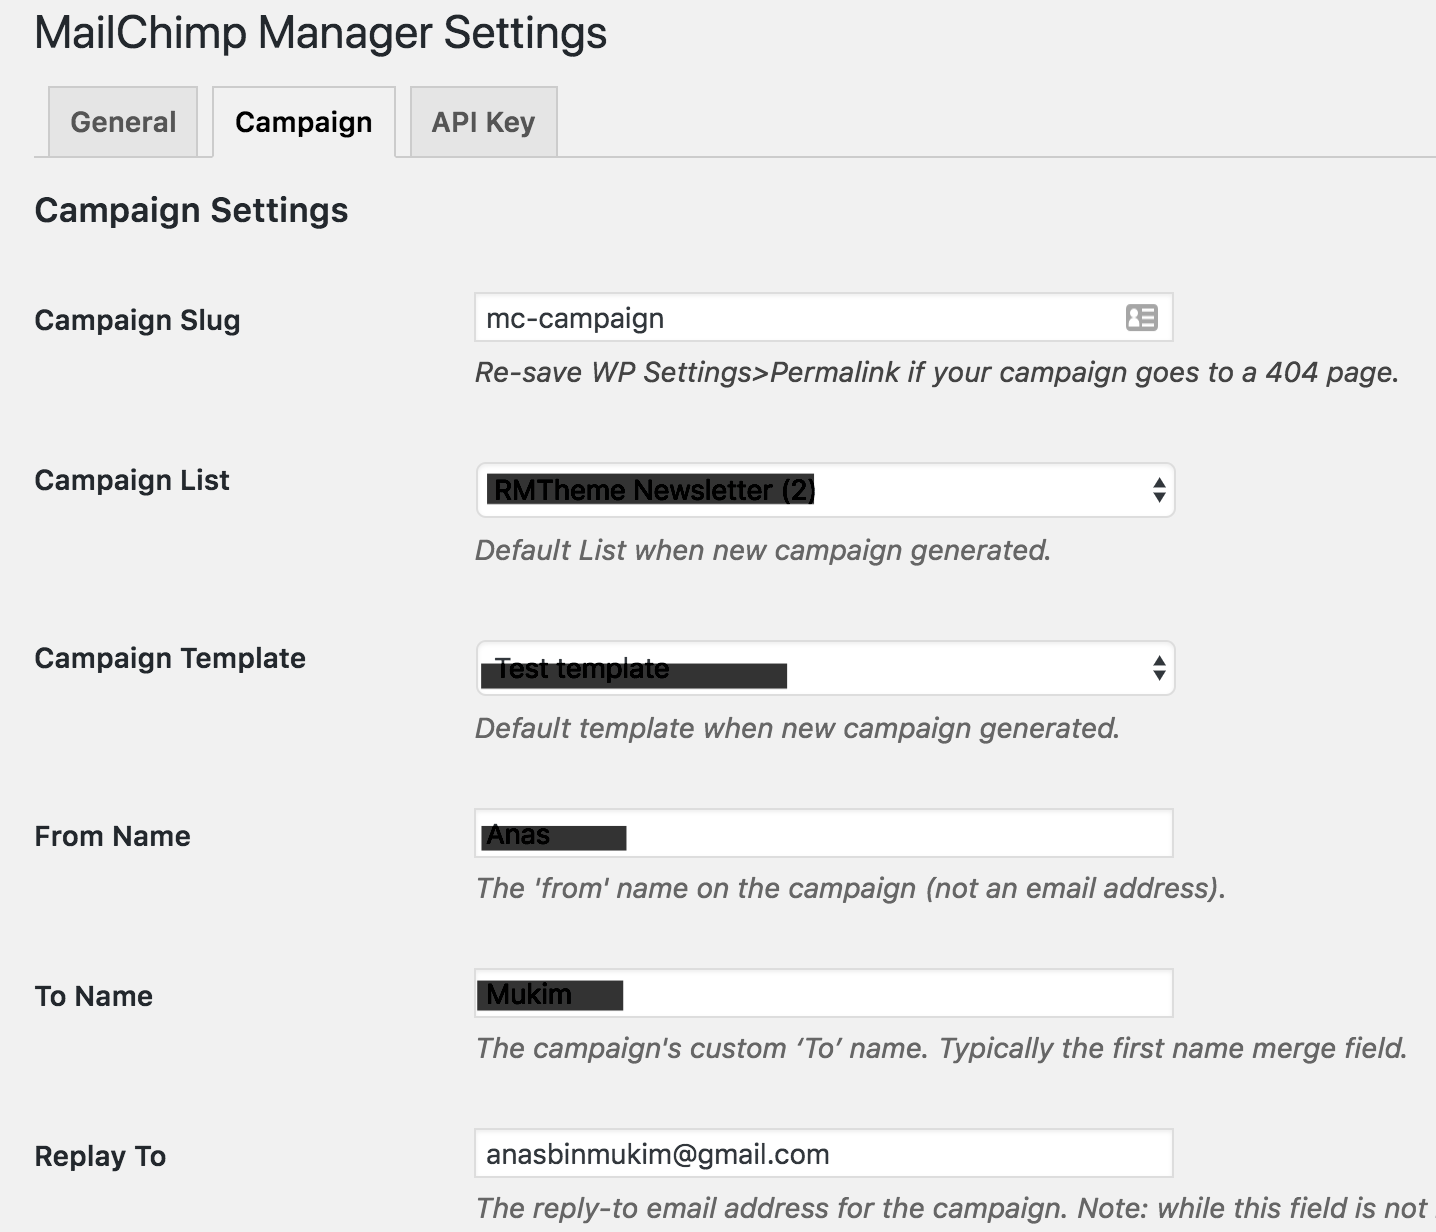 MailChimp Manager Settings
General Campaign API Key
Campaign Settings
Campaign Slug mc-campaign
Re-save WP Settings>Permalink if your campaign goes to a 404 page.
Campaign List RMTheme Newsletter (2)
Default List when new campaign generated.
Campaign Template Test template
Default template when new campaign generated.
From Name Anas
The 'from' name on the campaign (not an email address).
To Name Mukim
The campaign's custom ‘To’ name. Typically the first name merge field.
Replay To anasbinmukim@gmail.com
The reply-to email address for the campaign. Note: while this field is not